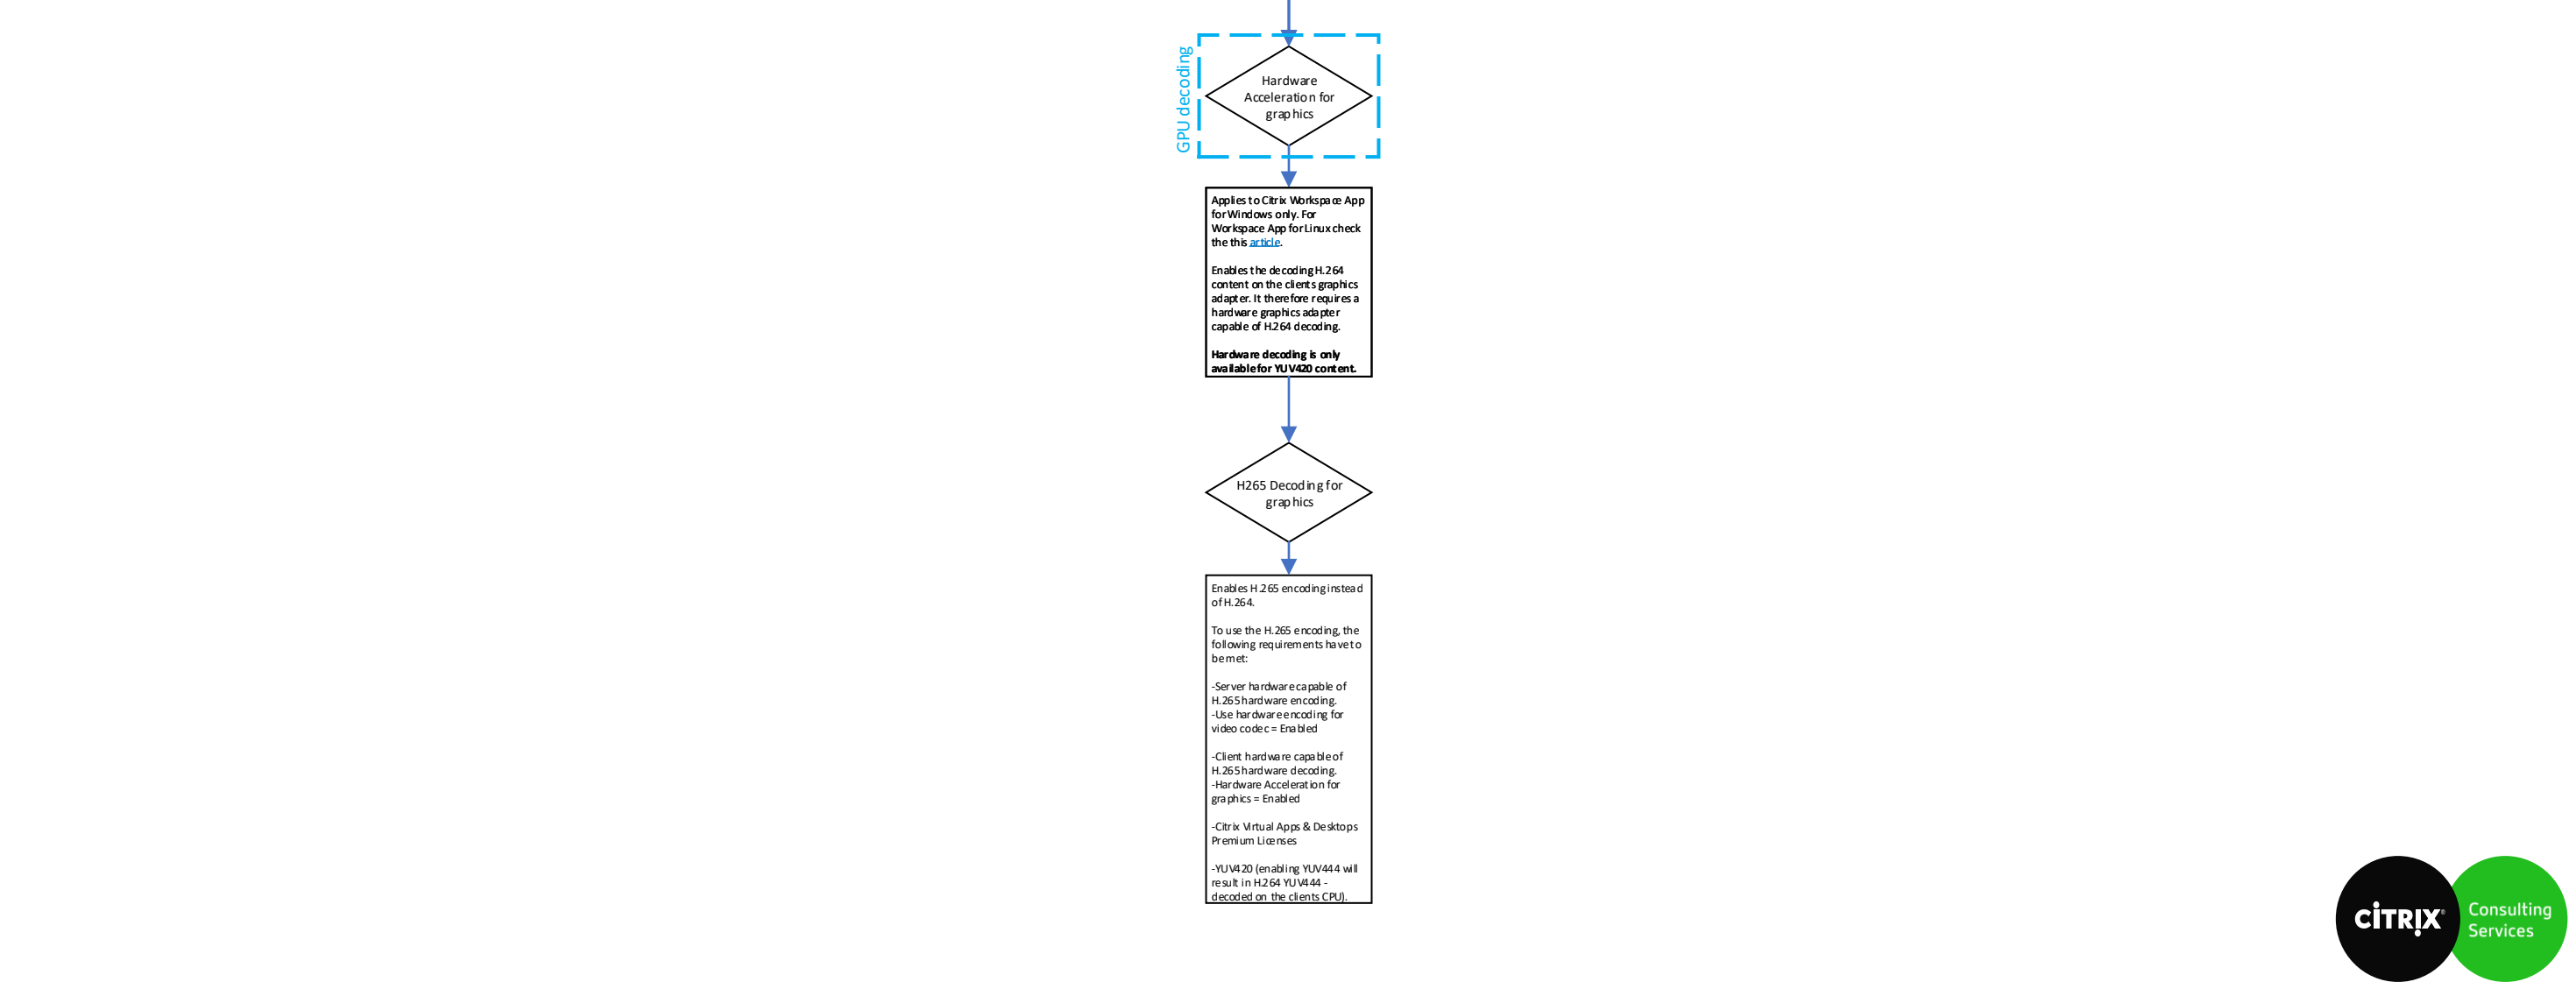 GPU decoding
Hardware
Acceleration for
graphics
Applies to Citrix Workspace App
for Windows only. For
Workspace App for Linux check
the this article.
Enables the decoding H.264
content on the clients graphics
adapter. It therefore requires a
hardware graphics adapter
capable of H.264 decoding.
Hardware decoding is only
available for YUV420 content.
H265 Decoding for
graphics
Enables H.265 encoding instead
of H.264.
To use the H.265 encoding, the
following requirements have to
be met:
-Server hardware capable of
H.265 hardware encoding.
-Use hardware encoding for
video codec = Enabled
-Client hardware capable of
H.265 hardware decoding.
-Hardware Acceleration for
graphics = Enabled
-Citrix Virtual Apps & Desktops
Premium Licenses
-YUV420 (enabling YUV444 will
result in H.264 YUV444 -
decoded on the clients CPU).
CITRIX®
Consulting
Services